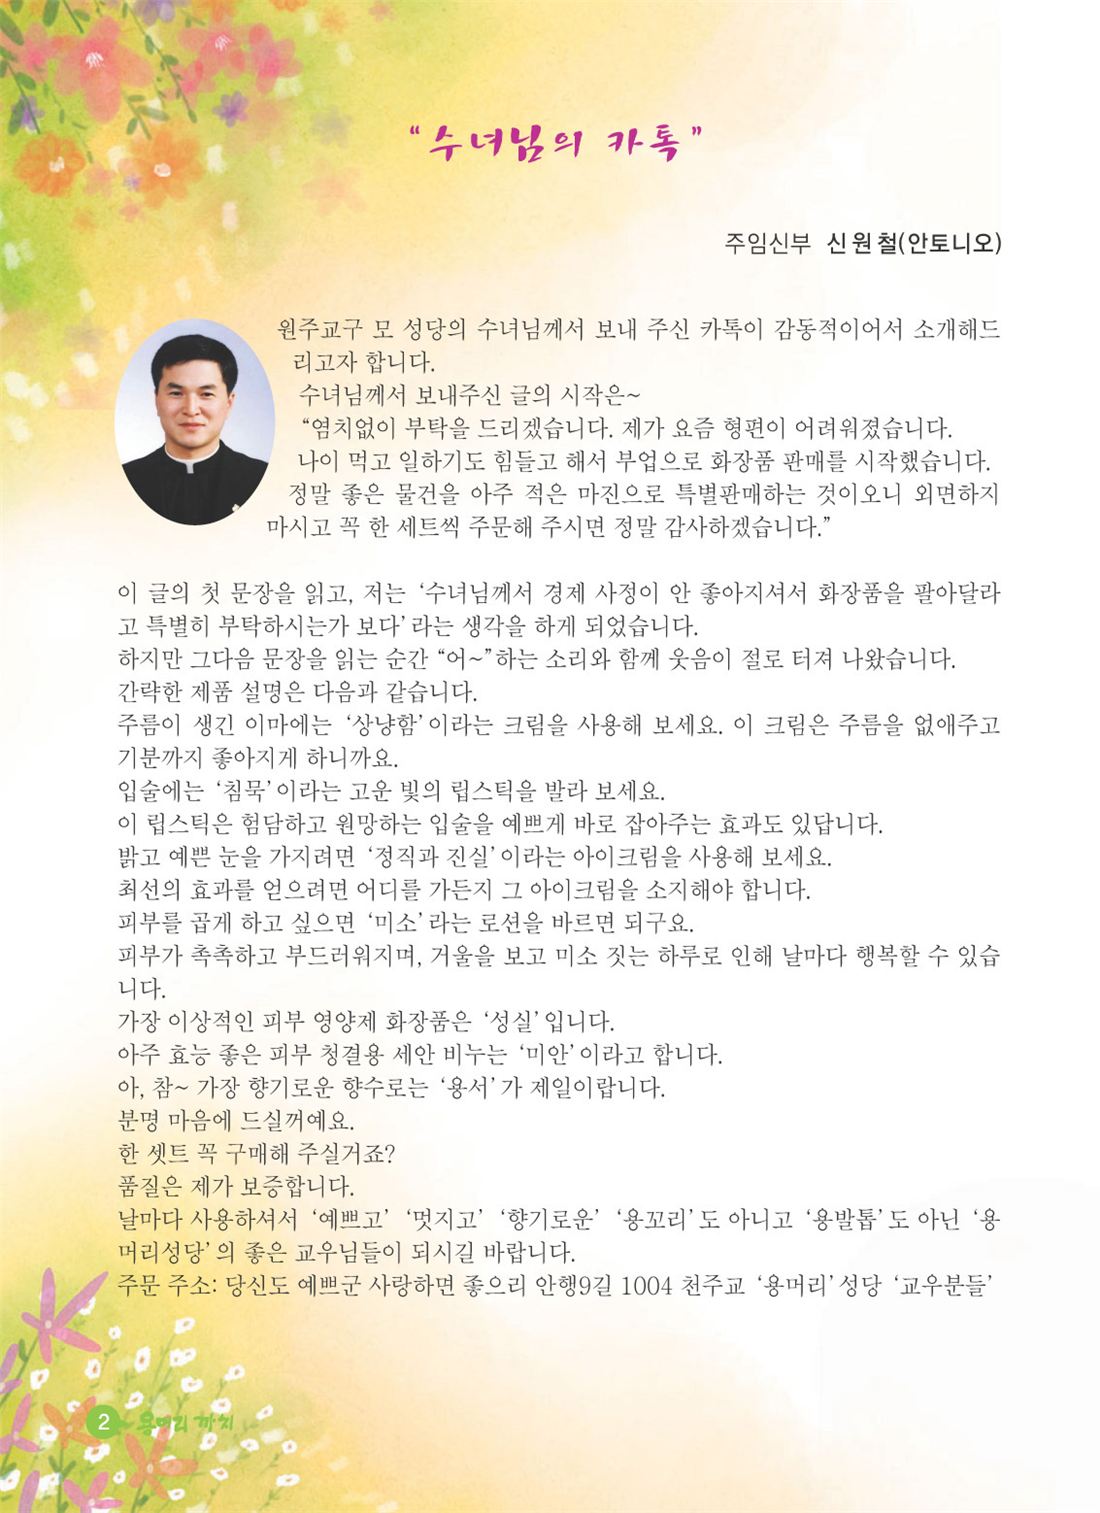 “수녀님의 카톡”
주임신부 신원철(안토니오)
원주교구 모 성당의 수녀님께서 보내 주신 카톡이 감동적이어서 소개해드
리고자 합니다.
수녀님께서 보내주신 글의 시작은~
“염치없이 부탁을 드리겠습니다. 제가 요즘 형편이 어려워졌습니다.
나이 먹고 일하기도 힘들고 해서 부업으로 화장품 판매를 시작했습니다.
정말 좋은 물건을 아주 적은 마진으로 특별판매하는 것이오니 외면하지
마시고 꼭 한 세트씩 주문해 주시면 정말 감사하겠습니다.”
이 글의 첫 문장을 읽고, 저는 ‘수녀님께서 경제 사정이 안 좋아지셔서 화장품을 팔아달라
고 특별히 부탁하시는가 보다’라는 생각을 하게 되었습니다.
하지만 그다음 문장을 읽는 순간 “어~”하는 소리와 함께 웃음이 절로 터져 나왔습니다.
간략한 제품 설명은 다음과 같습니다.
주름이 생긴 이마에는 ‘상냥함’이라는 크림을 사용해 보세요. 이 크림은 주름을 없애주고
기분까지 좋아지게 하니까요.
입술에는 ‘침묵’이라는 고운 빛의 립스틱을 발라 보세요.
이 립스틱은 험담하고 원망하는 입술을 예쁘게 바로 잡아주는 효과도 있답니다.
밝고 예쁜 눈을 가지려면 ‘정직과 진실’이라는 아이크림을 사용해 보세요.
최선의 효과를 얻으려면 어디를 가든지 그 아이크림을 소지해야 합니다.
피부를 곱게 하고 싶으면 ‘미소’라는 로션을 바르면 되구요.
피부가 촉촉하고 부드러워지며, 거울을 보고 미소 짓는 하루로 인해 날마다 행복할 수 있습
니다.
가장 이상적인 피부 영양제 화장품은 ‘성실’입니다.
아주 효능 좋은 피부 청결용 세안 비누는 ‘미안’이라고 합니다.
아, 참~ 가장 향기로운 향수로는 ‘용서’가 제일이랍니다.
분명 마음에 드실꺼예요.
한 셋트 꼭 구매해 주실거죠?
품질은 제가 보증합니다.
날마다 사용하셔서 ‘예쁘고’ ‘멋지고’ ‘향기로운’ ‘용꼬리’도 아니고 ‘용발톱’도 아닌 ‘용
머리성당’의 좋은 교우님들이 되시길 바랍니다.
주문 주소: 당신도 예쁘군 사랑하면 좋으리 안행9길 1004 천주교 ‘용머리’성당 ‘교우분들’
2 용머리 까치